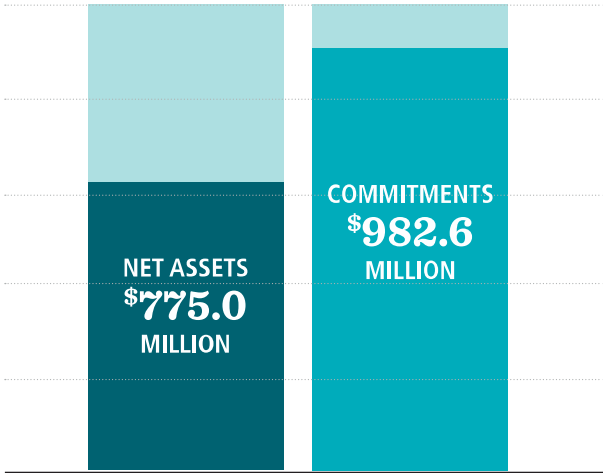 NET ASSETS
$775.0
MILLION
COMMITMENTS
$982.6
MILLION